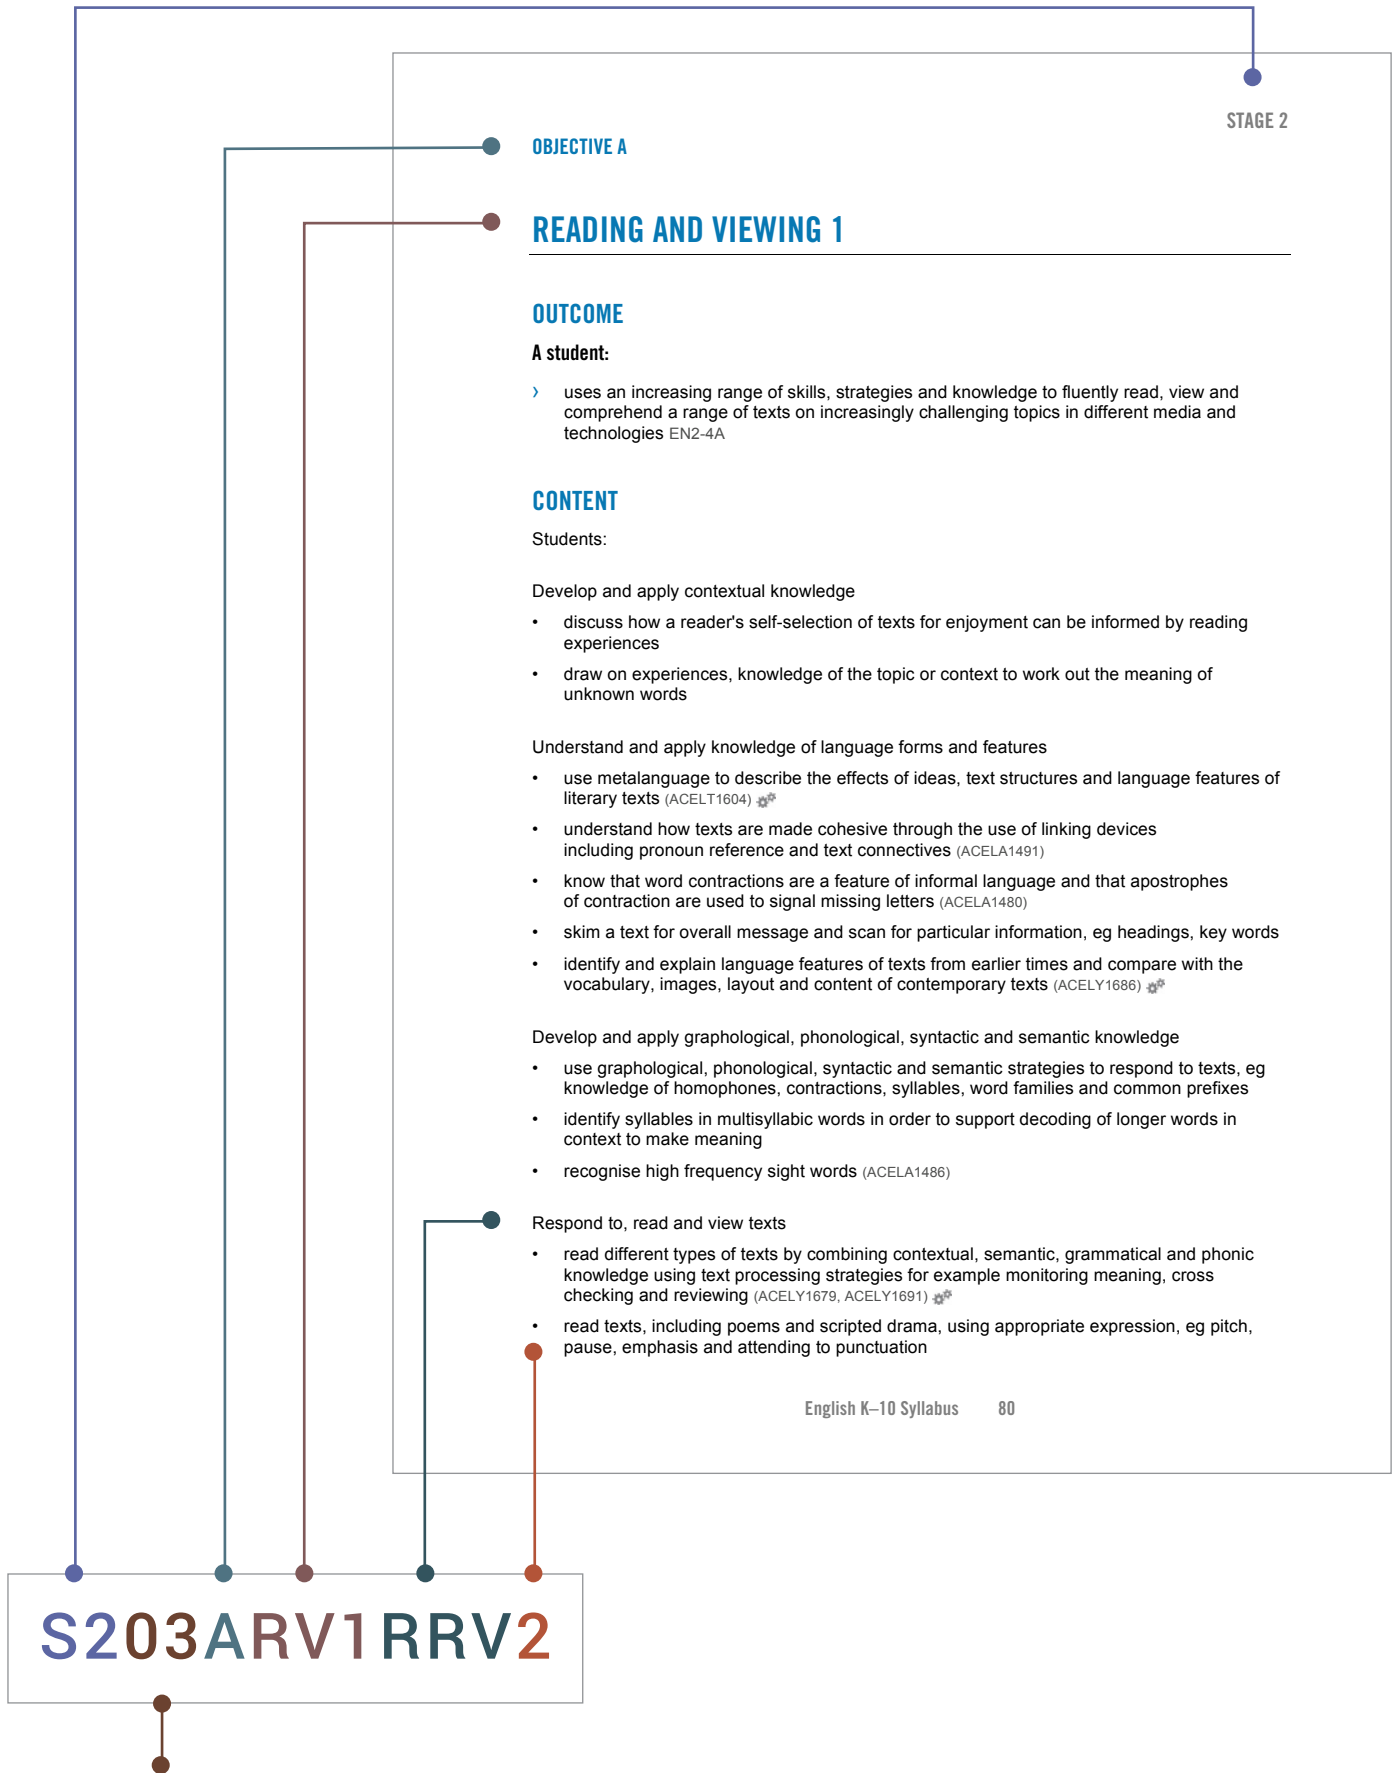 STAGE 2
OBJECTIVE A
READING AND VIEWING 1
OUTCOME
A student:
› uses an increasing range of skills, strategies and knowledge to fluently read, view and
comprehend a range of texts on increasingly challenging topics in different media and
technologies EN2-4A
CONTENT
Students:
Develop and apply contextual knowledge
• discuss how a reader's self-selection of texts for enjoyment can be informed by reading
experiences
• draw on experiences, knowledge of the topic or context to work out the meaning of
unknown words
Understand and apply knowledge of language forms and features
• use metalanguage to describe the effects of ideas, text structures and language features of
literary texts (ACELT1604)
• understand how texts are made cohesive through the use of linking devices
including pronoun reference and text connectives (ACELA1491)
• know that word contractions are a feature of informal language and that apostrophes
of contraction are used to signal missing letters (ACELA1480)
• skim a text for overall message and scan for particular information, eg headings, key words
• identify and explain language features of texts from earlier times and compare with the
vocabulary, images, layout and content of contemporary texts (ACELY1686)
Develop and apply graphological, phonological, syntactic and semantic knowledge
• use graphological, phonological, syntactic and semantic strategies to respond to texts, eg
knowledge of homophones, contractions, syllables, word families and common prefixes
• identify syllables in multisyllabic words in order to support decoding of longer words in
context to make meaning
• recognise high frequency sight words (ACELA1486)
Respond to, read and view texts
• read different types of texts by combining contextual, semantic, grammatical and phonic
knowledge using text processing strategies for example monitoring meaning, cross
checking and reviewing (ACELY1679, ACELY1691)
• read texts, including poems and scripted drama, using appropriate expression, eg pitch,
pause, emphasis and attending to punctuation
English K–10 Syllabus 80
S203ARV1RRV2